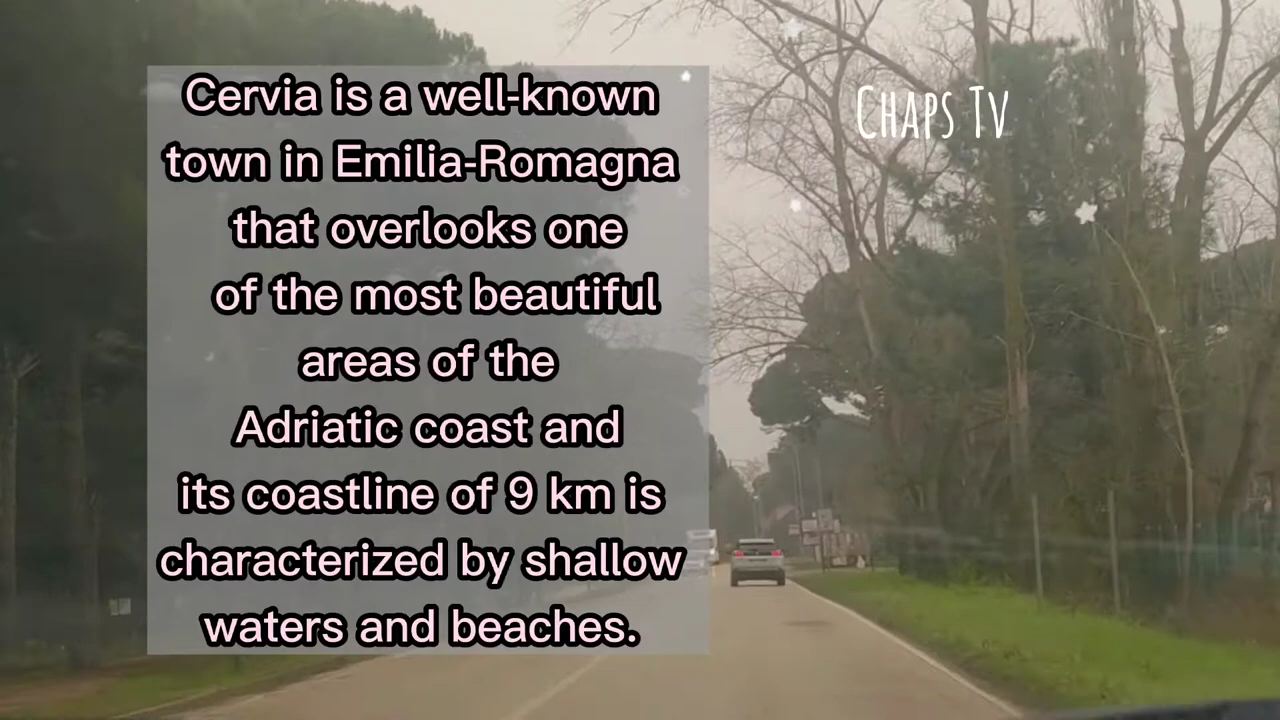 Cervia is a well-known
town in Emilia-Romagna
that overlooks one
of the most beautiful
areas of the
Adriatic coast and
its coastline of 9 km is
characterized by shallow
waters and beaches.
Chaps Tv